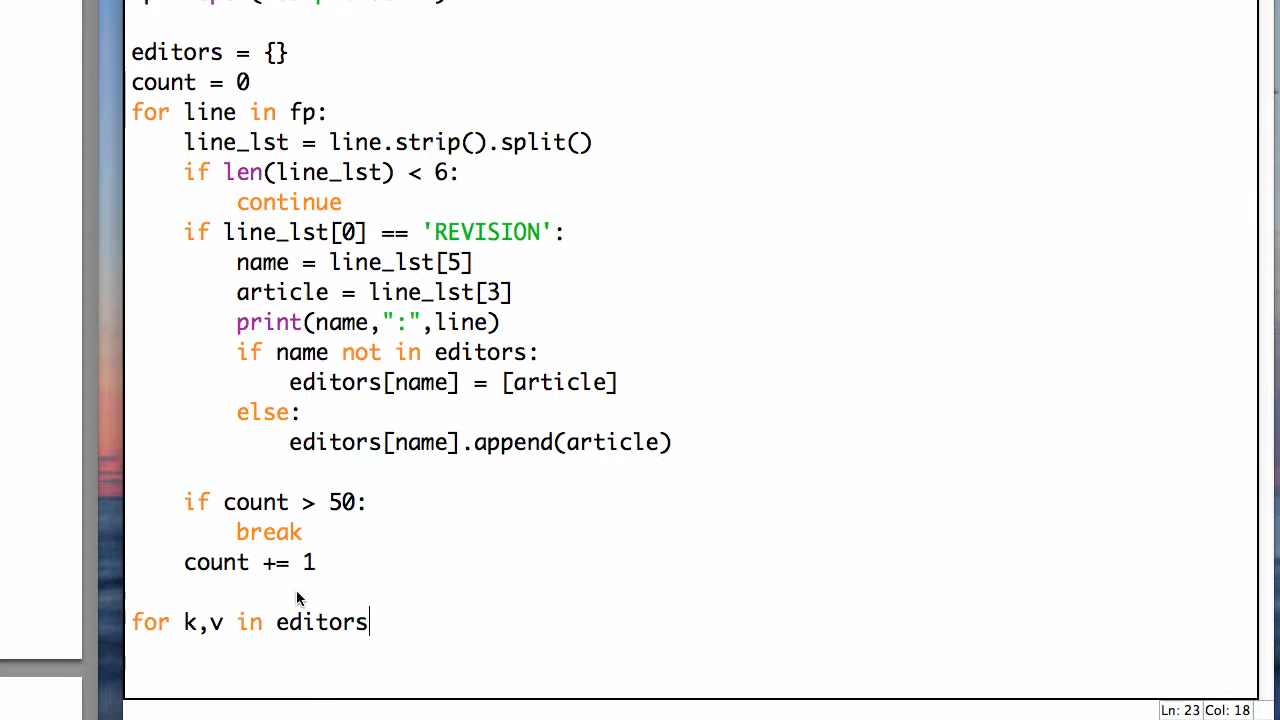 editors = {}
count = 0
for line in fp:
    line_lst = line.strip().split()
    if len(line_lst) < 6:
        continue
    if line_lst[0] == 'REVISION':
        name = line_lst[5]
        article = line_lst[3]
        print(name,":",line)
        if name not in editors:
            editors[name] = [article]
        else:
            editors[name].append(article)
    if count > 50:
        break
    count += 1
for k,v in editors
Ln: 23 Col: 18